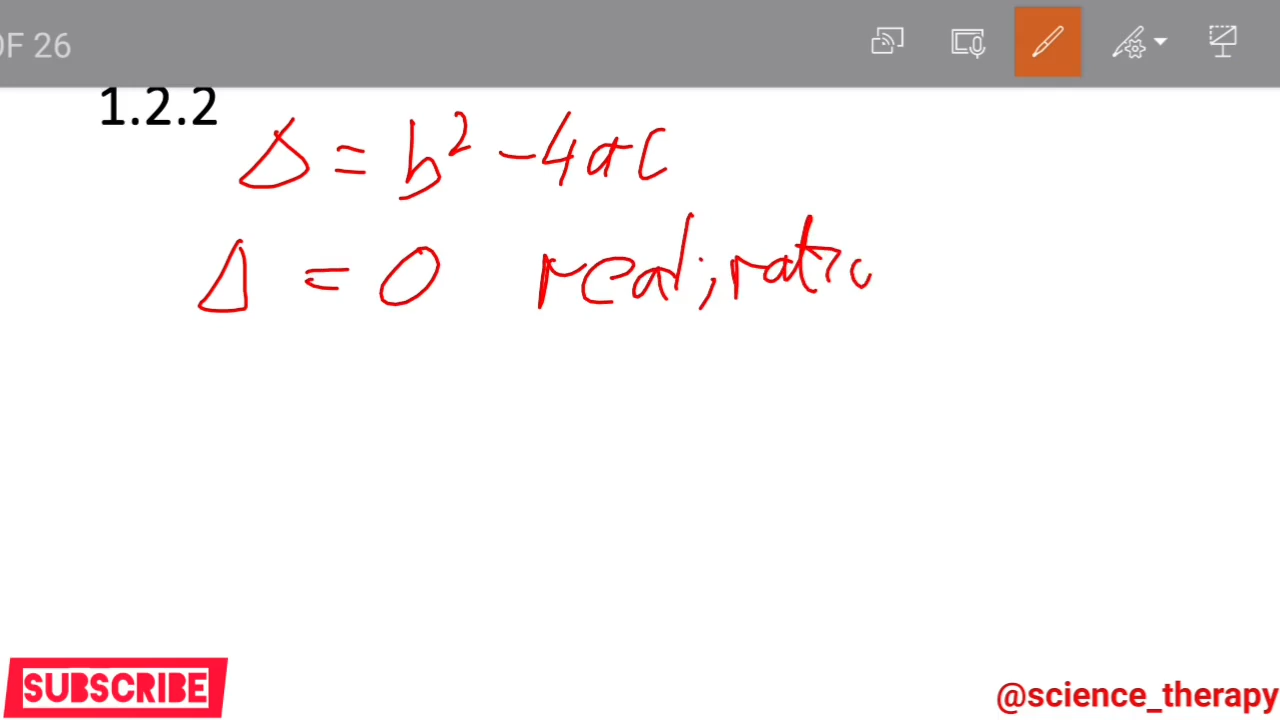 OF 26
1.2.2
Δ = b² - 4ac
Δ = 0 real; ratio
SUBSCRIBE
@science_therapy